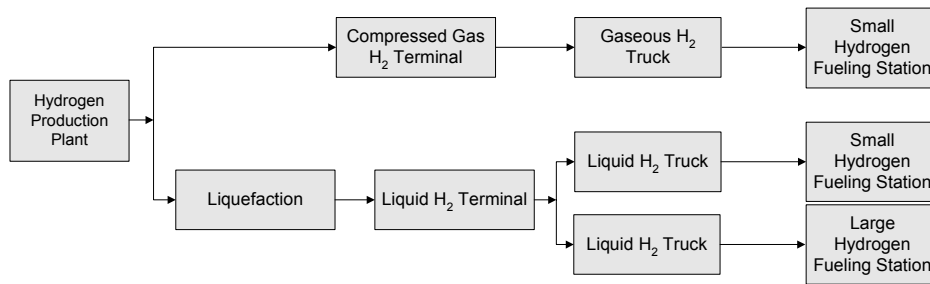 Compressed Gas
H₂ Terminal
Gaseous H₂
Truck
Small
Hydrogen
Fueling Station
Hydrogen
Production
Plant
Liquefaction
Liquid H₂ Terminal
Liquid H₂ Truck
Small
Hydrogen
Fueling Station
Liquid H₂ Truck
Large
Hydrogen
Fueling Station